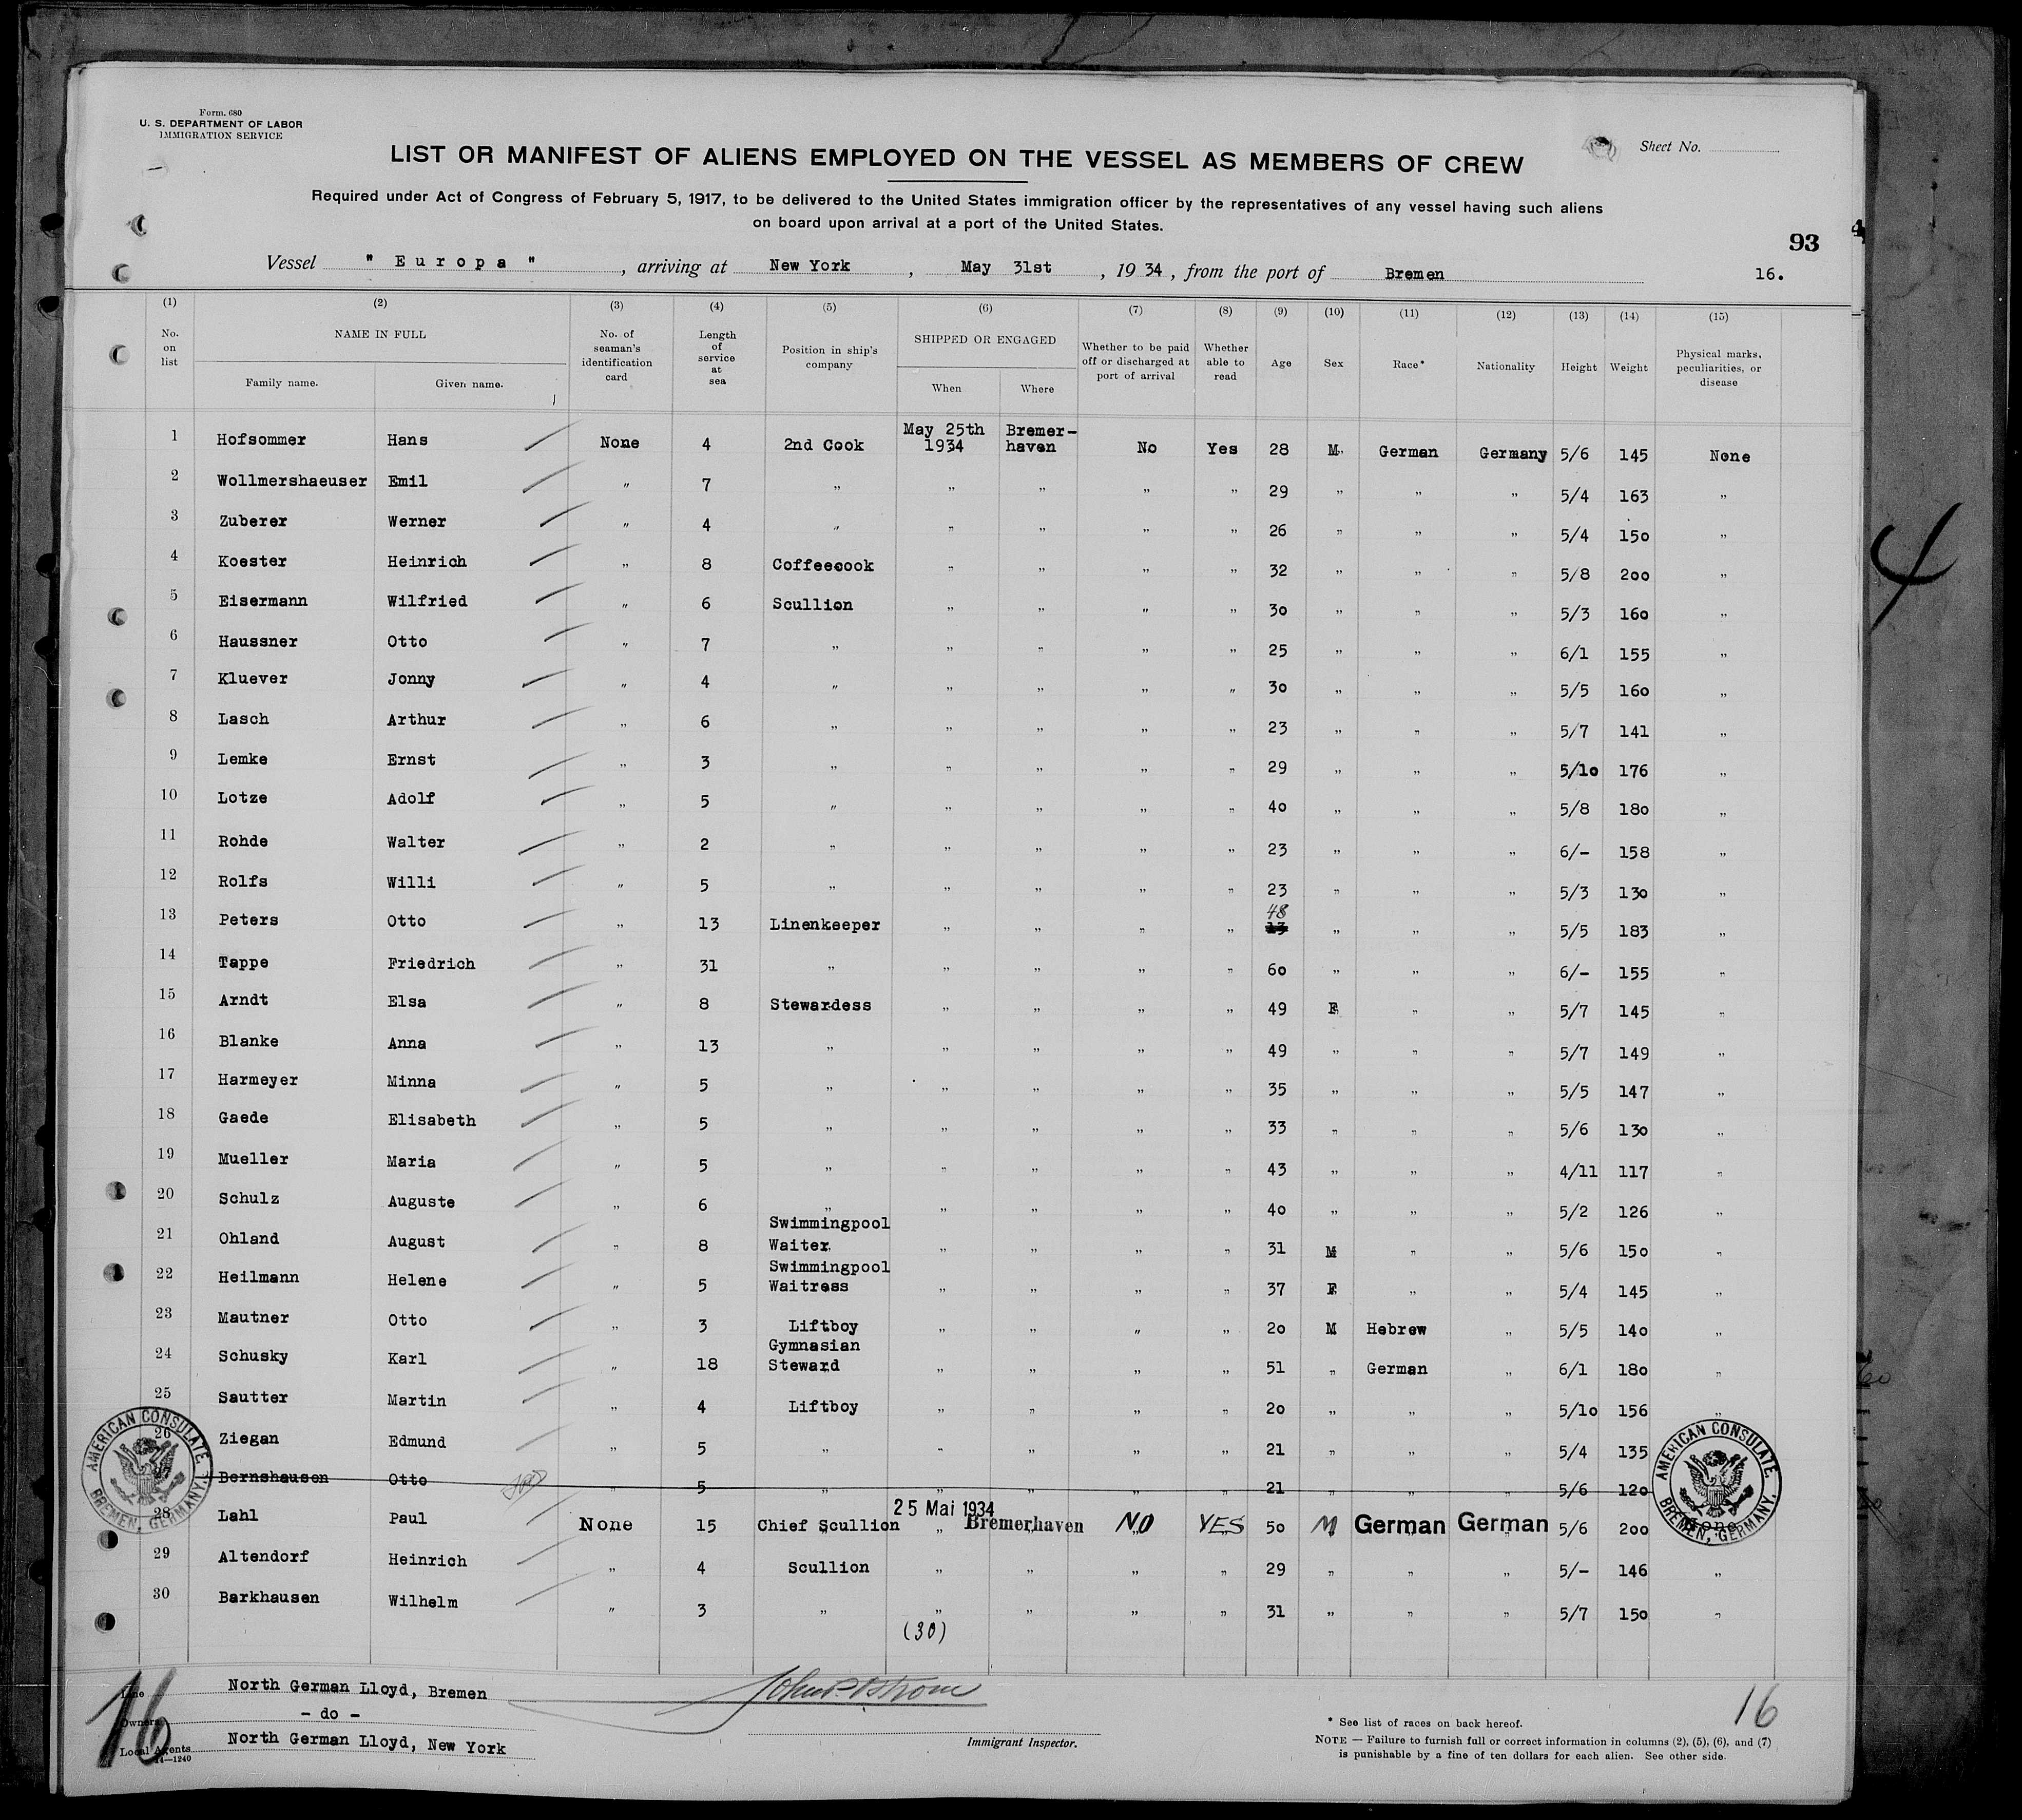 Form. 680
U. S. DEPARTMENT OF LABOR
IMMIGRATION SERVICE
Sheet No.
LIST OR MANIFEST OF ALIENS EMPLOYED ON THE VESSEL AS MEMBERS OF CREW
Required under Act of Congress of February 5, 1917, to be delivered to the United States immigration officer by the representatives of any vessel having such aliens
on board upon arrival at a port of the United States.
93
Vessel " Europa " , arriving at New York , May 31st , 19 34 , from the port of Bremen 16.
(1) (2) (3) (4) (5) (6) (7) (8) (9) (10) (11) (12) (13) (14) (15)
No. on list NAME IN FULL Family name. Given name. No. of seaman's identification card Length of service at sea Position in ship's company SHIPPED OR ENGAGED When Where Whether to be paid off or discharged at port of arrival Whether able to read Age Sex Race* Nationality Height Weight Physical marks, peculiarities, or disease
1 Hofsommer Hans None 4 2nd Cook May 25th 1934 Bremer- haven No Yes 28 M. German Germany 5/6 145 None
2 Wollmershaeuser Emil " 7 " " " " " 29 " " " 5/4 163 "
3 Zuberer Werner " 4 " " " " " 26 " " " 5/4 150 "
4 Koester Heinrich " 8 Coffeecook " " " " 32 " " " 5/8 200 "
5 Eisermann Wilfried " 6 Scullion " " " " 30 " " " 5/3 160 "
6 Haussner Otto " 7 " " " " " 25 " " " 6/1 155 "
7 Kluever Jonny " 4 " " " " " 30 " " " 5/5 160 "
8 Lasch Arthur " 6 " " " " " 23 " " " 5/7 141 "
9 Lemke Ernst " 3 " " " " " 29 " " " 5/10 176 "
10 Lotze Adolf " 5 " " " " " 40 " " " 5/8 180 "
11 Rohde Walter " 2 " " " " " 23 " " " 6/- 158 "
12 Rolfs Willi " 5 " " " " " 23 " " " 5/3 130 "
13 Peters Otto " 13 Linenkeeper " " " " 48 13 " " " 5/5 183 "
14 Tappe Friedrich " 31 " " " " " 60 " " " 6/- 155 "
15 Arndt Elsa " 8 Stewardess " " " " 49 F " " 5/7 145 "
16 Blanke Anna " 13 " " " " " 49 " " " 5/7 149 "
17 Harmeyer Minna " 5 " " " " " 35 " " " 5/5 147 "
18 Gaede Elisabeth " 5 " " " " " 33 " " " 5/6 130 "
19 Mueller Maria " 5 " " " " " 43 " " " 4/11 117 "
20 Schulz Auguste " 6 " " " " " 40 " " " 5/2 126 "
21 Ohland August " 8 Swimmingpool Waiter " " " " 31 M " " 5/6 150 "
22 Heilmann Helene " 5 Swimmingpool Waitress " " " " 37 F " " 5/4 145 "
23 Mautner Otto " 3 Liftboy " " " " 20 M Hebrew " 5/5 140 "
24 Schusky Karl " 18 Gymnasian Steward " " " " 51 " German " 6/1 180 "
25 Sautter Martin " 4 Liftboy " " " " 20 " " " 5/10 156 "
26 Ziegan Edmund " 5 " " " " " 21 " " " 5/4 135
Bernshausen Otto " 5 " " " " " 21 " " " 5/6 120
28 Lahl Paul None 15 Chief Scullion 25 Mai 1934 Bremerhaven NO YES 50 M German German 5/6 200 None
29 Altendorf Heinrich " 4 Scullion " " " " 29 " " " 5/- 146 "
30 Barkhausen Wilhelm " 3 " " " " " 31 " " " 5/7 150 "
(30)
AMERICAN CONSULATE, BREMEN, GERMANY.
AMERICAN CONSULATE, BREMEN, GERMANY.
Line North German Lloyd, Bremen
Owners - do -
Local Agents North German Lloyd, New York
14—1240
16
Immigrant Inspector.
16
* See list of races on back hereof.
NOTE — Failure to furnish full or correct information in columns (2), (5), (6), and (7)
is punishable by a fine of ten dollars for each alien. See other side.
4